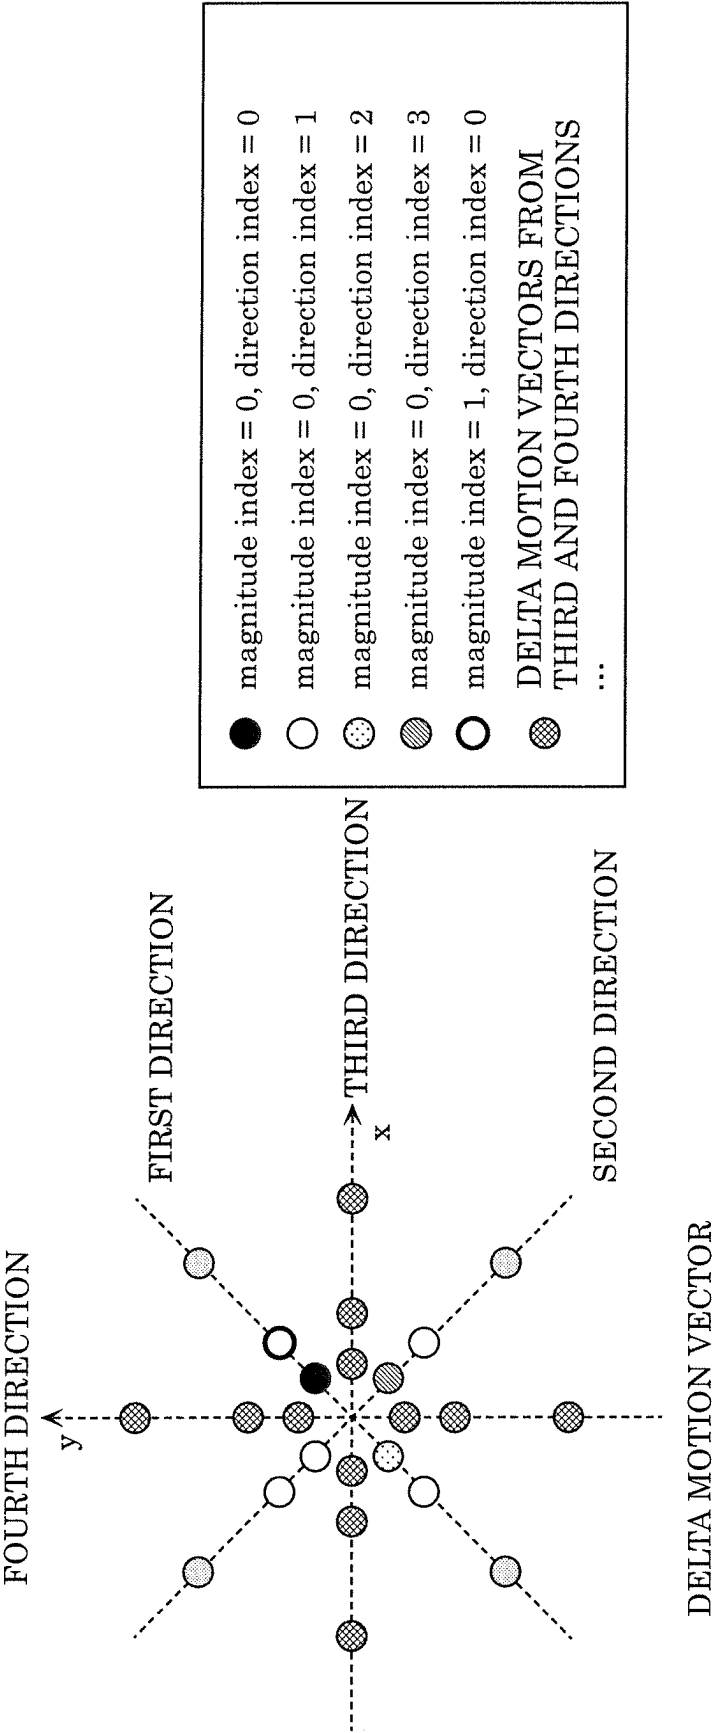 FOURTH DIRECTION
y
FIRST DIRECTION
x
THIRD DIRECTION
SECOND DIRECTION
DELTA MOTION VECTOR
magnitude index = 0, direction index = 0
magnitude index = 0, direction index = 1
magnitude index = 0, direction index = 2
magnitude index = 0, direction index = 3
magnitude index = 1, direction index = 0
DELTA MOTION VECTORS FROM
THIRD AND FOURTH DIRECTIONS
...